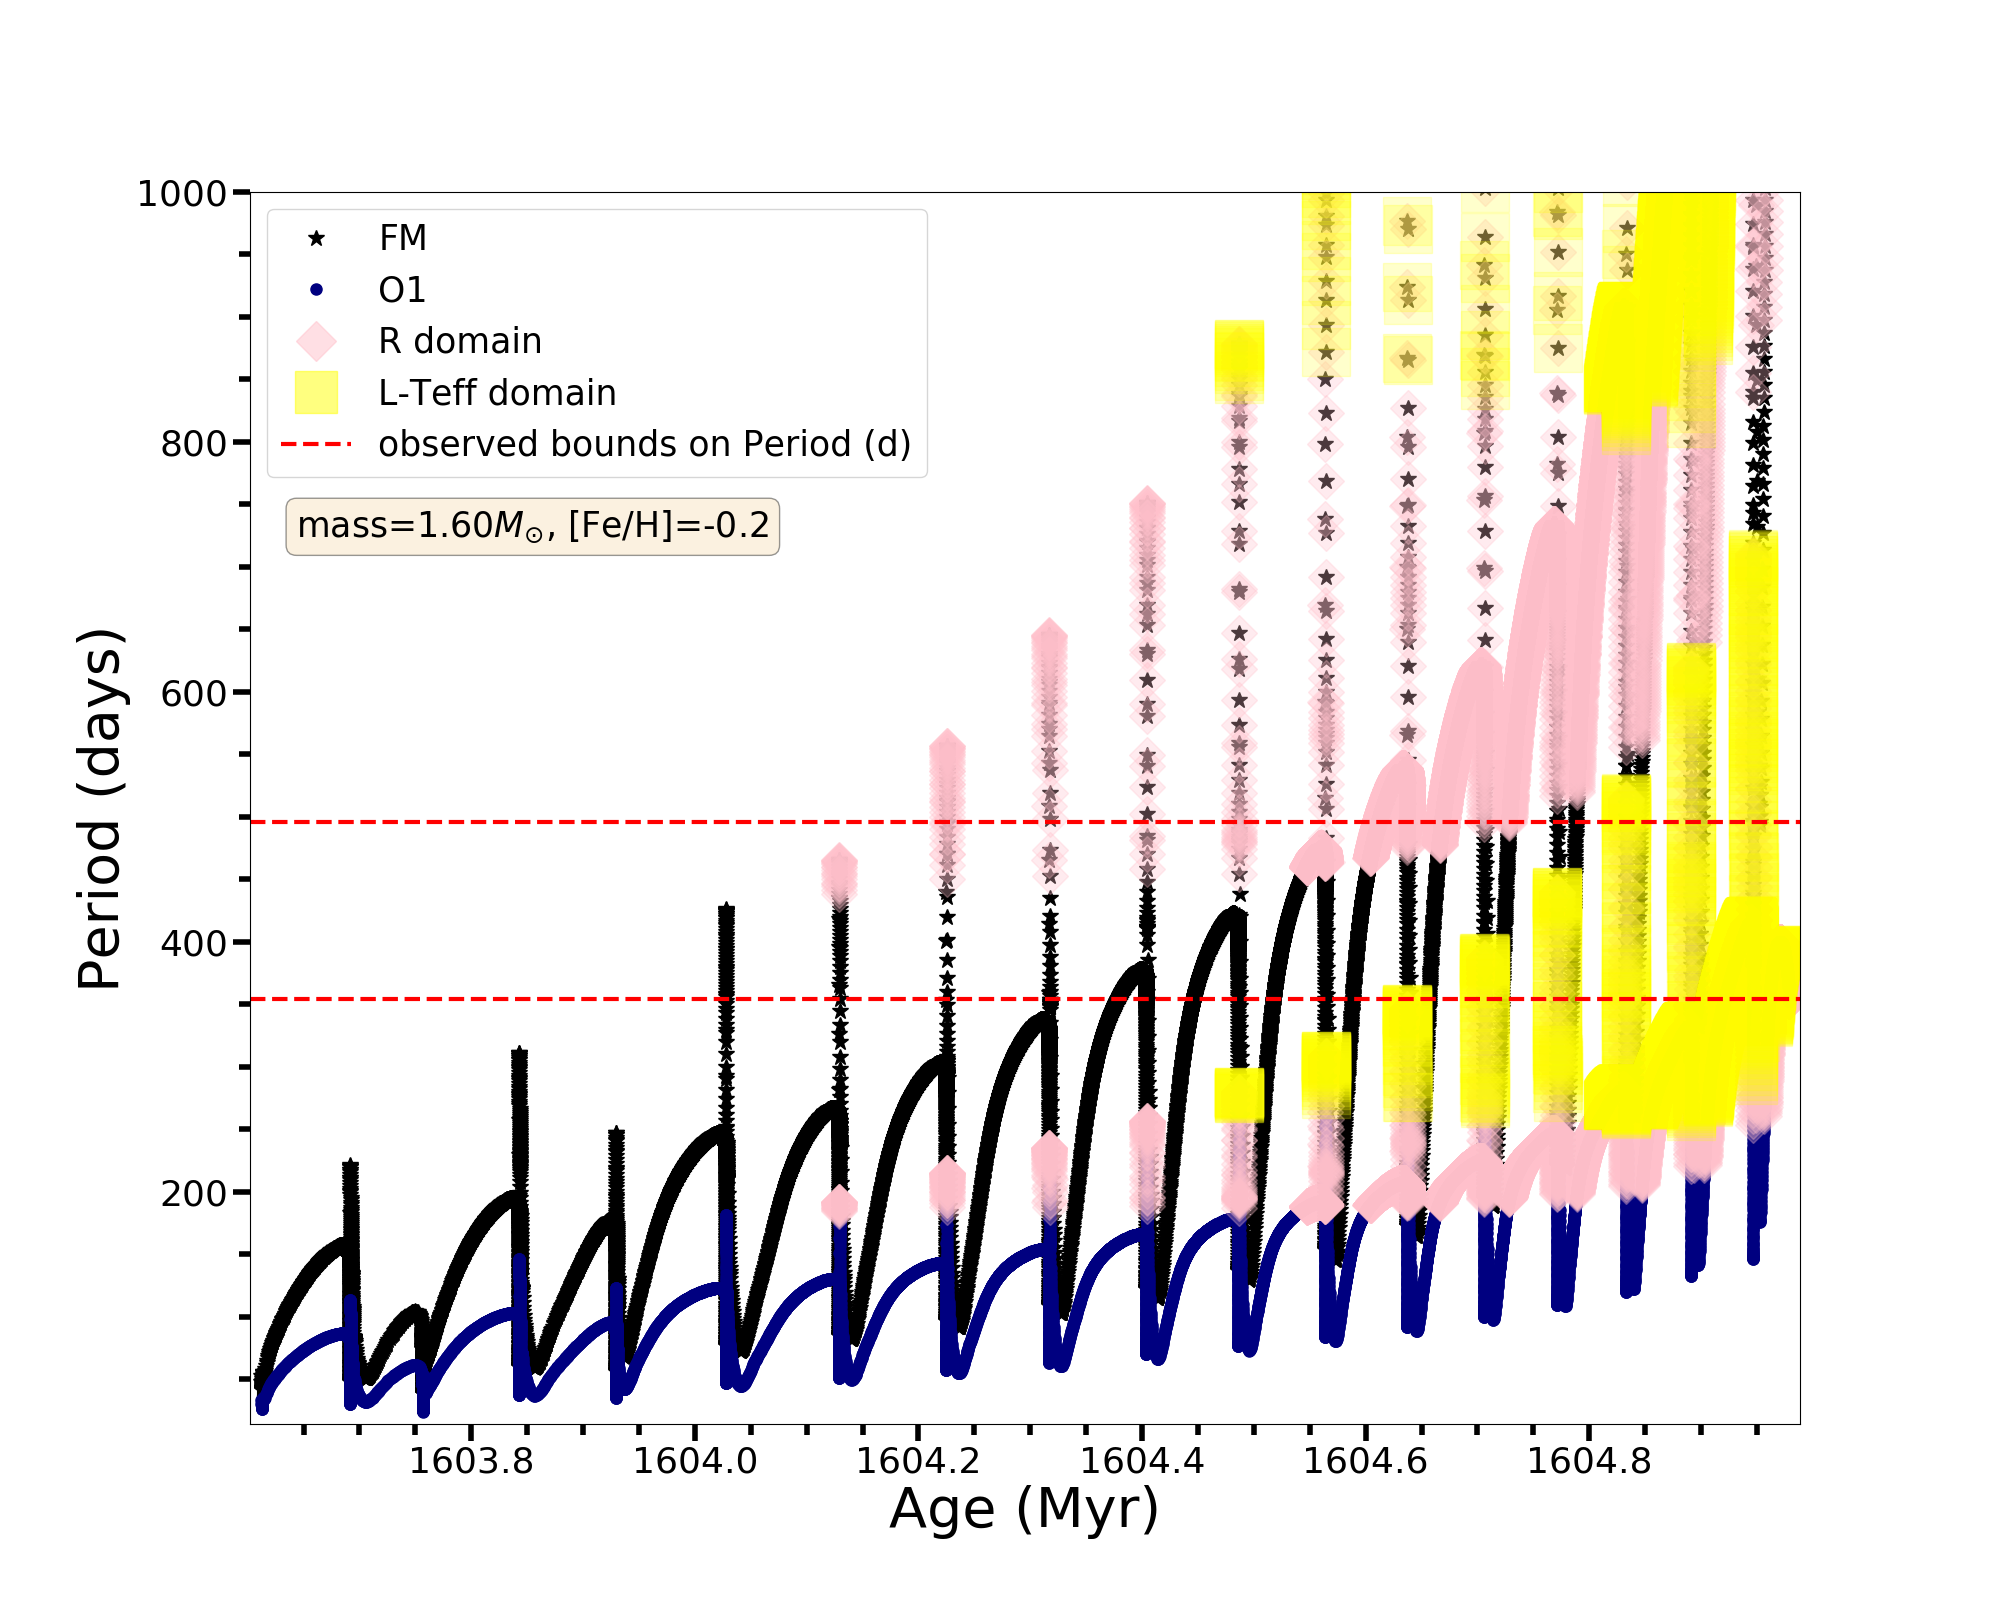 1000
800
600
400
200
Period (days)
FM
O1
R domain
L-Teff domain
observed bounds on Period (d)
mass=1.60M☉, [Fe/H]=-0.2
1603.8 1604.0 1604.2 1604.4 1604.6 1604.8
Age (Myr)